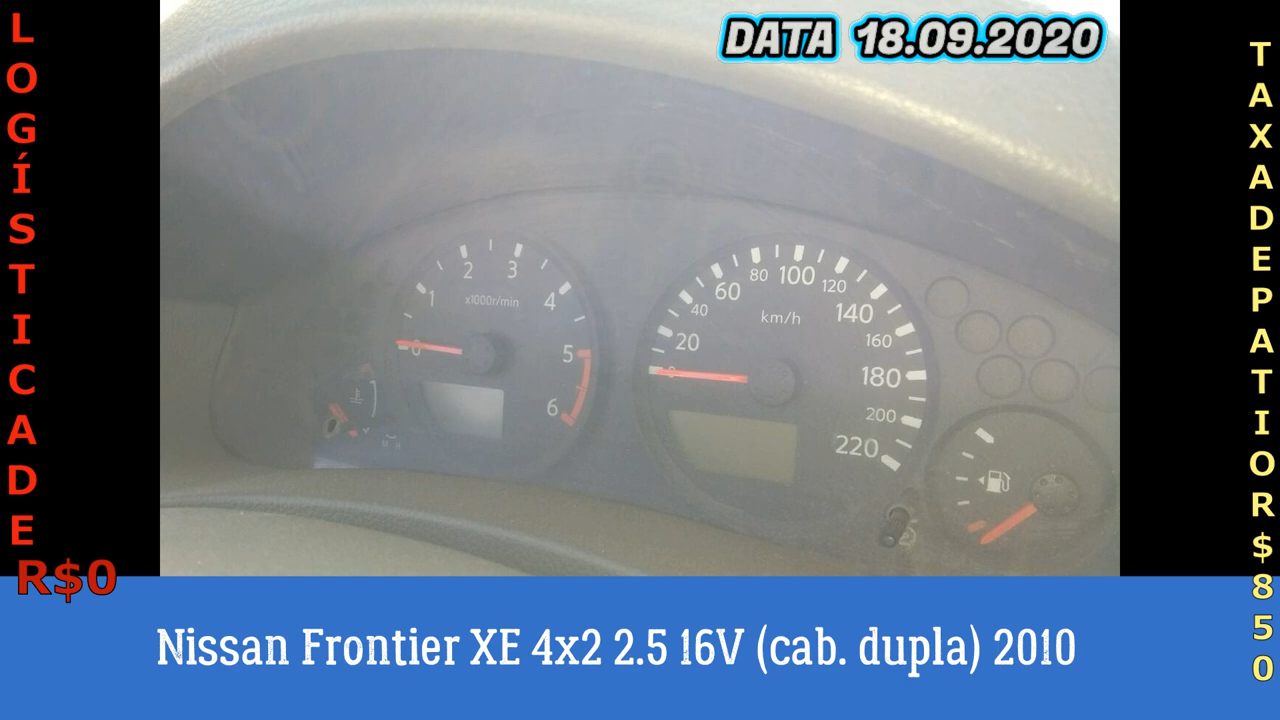 DATA 18.09.2020
LOGÍSTICA DE R$0
TAXA DE PATIO R$850
1 2 3 4 5 6
x1000r/min
0
0 20 40 60 80 100 120 140 160 180 200 220
km/h
Nissan Frontier XE 4x2 2.5 16V (cab. dupla) 2010